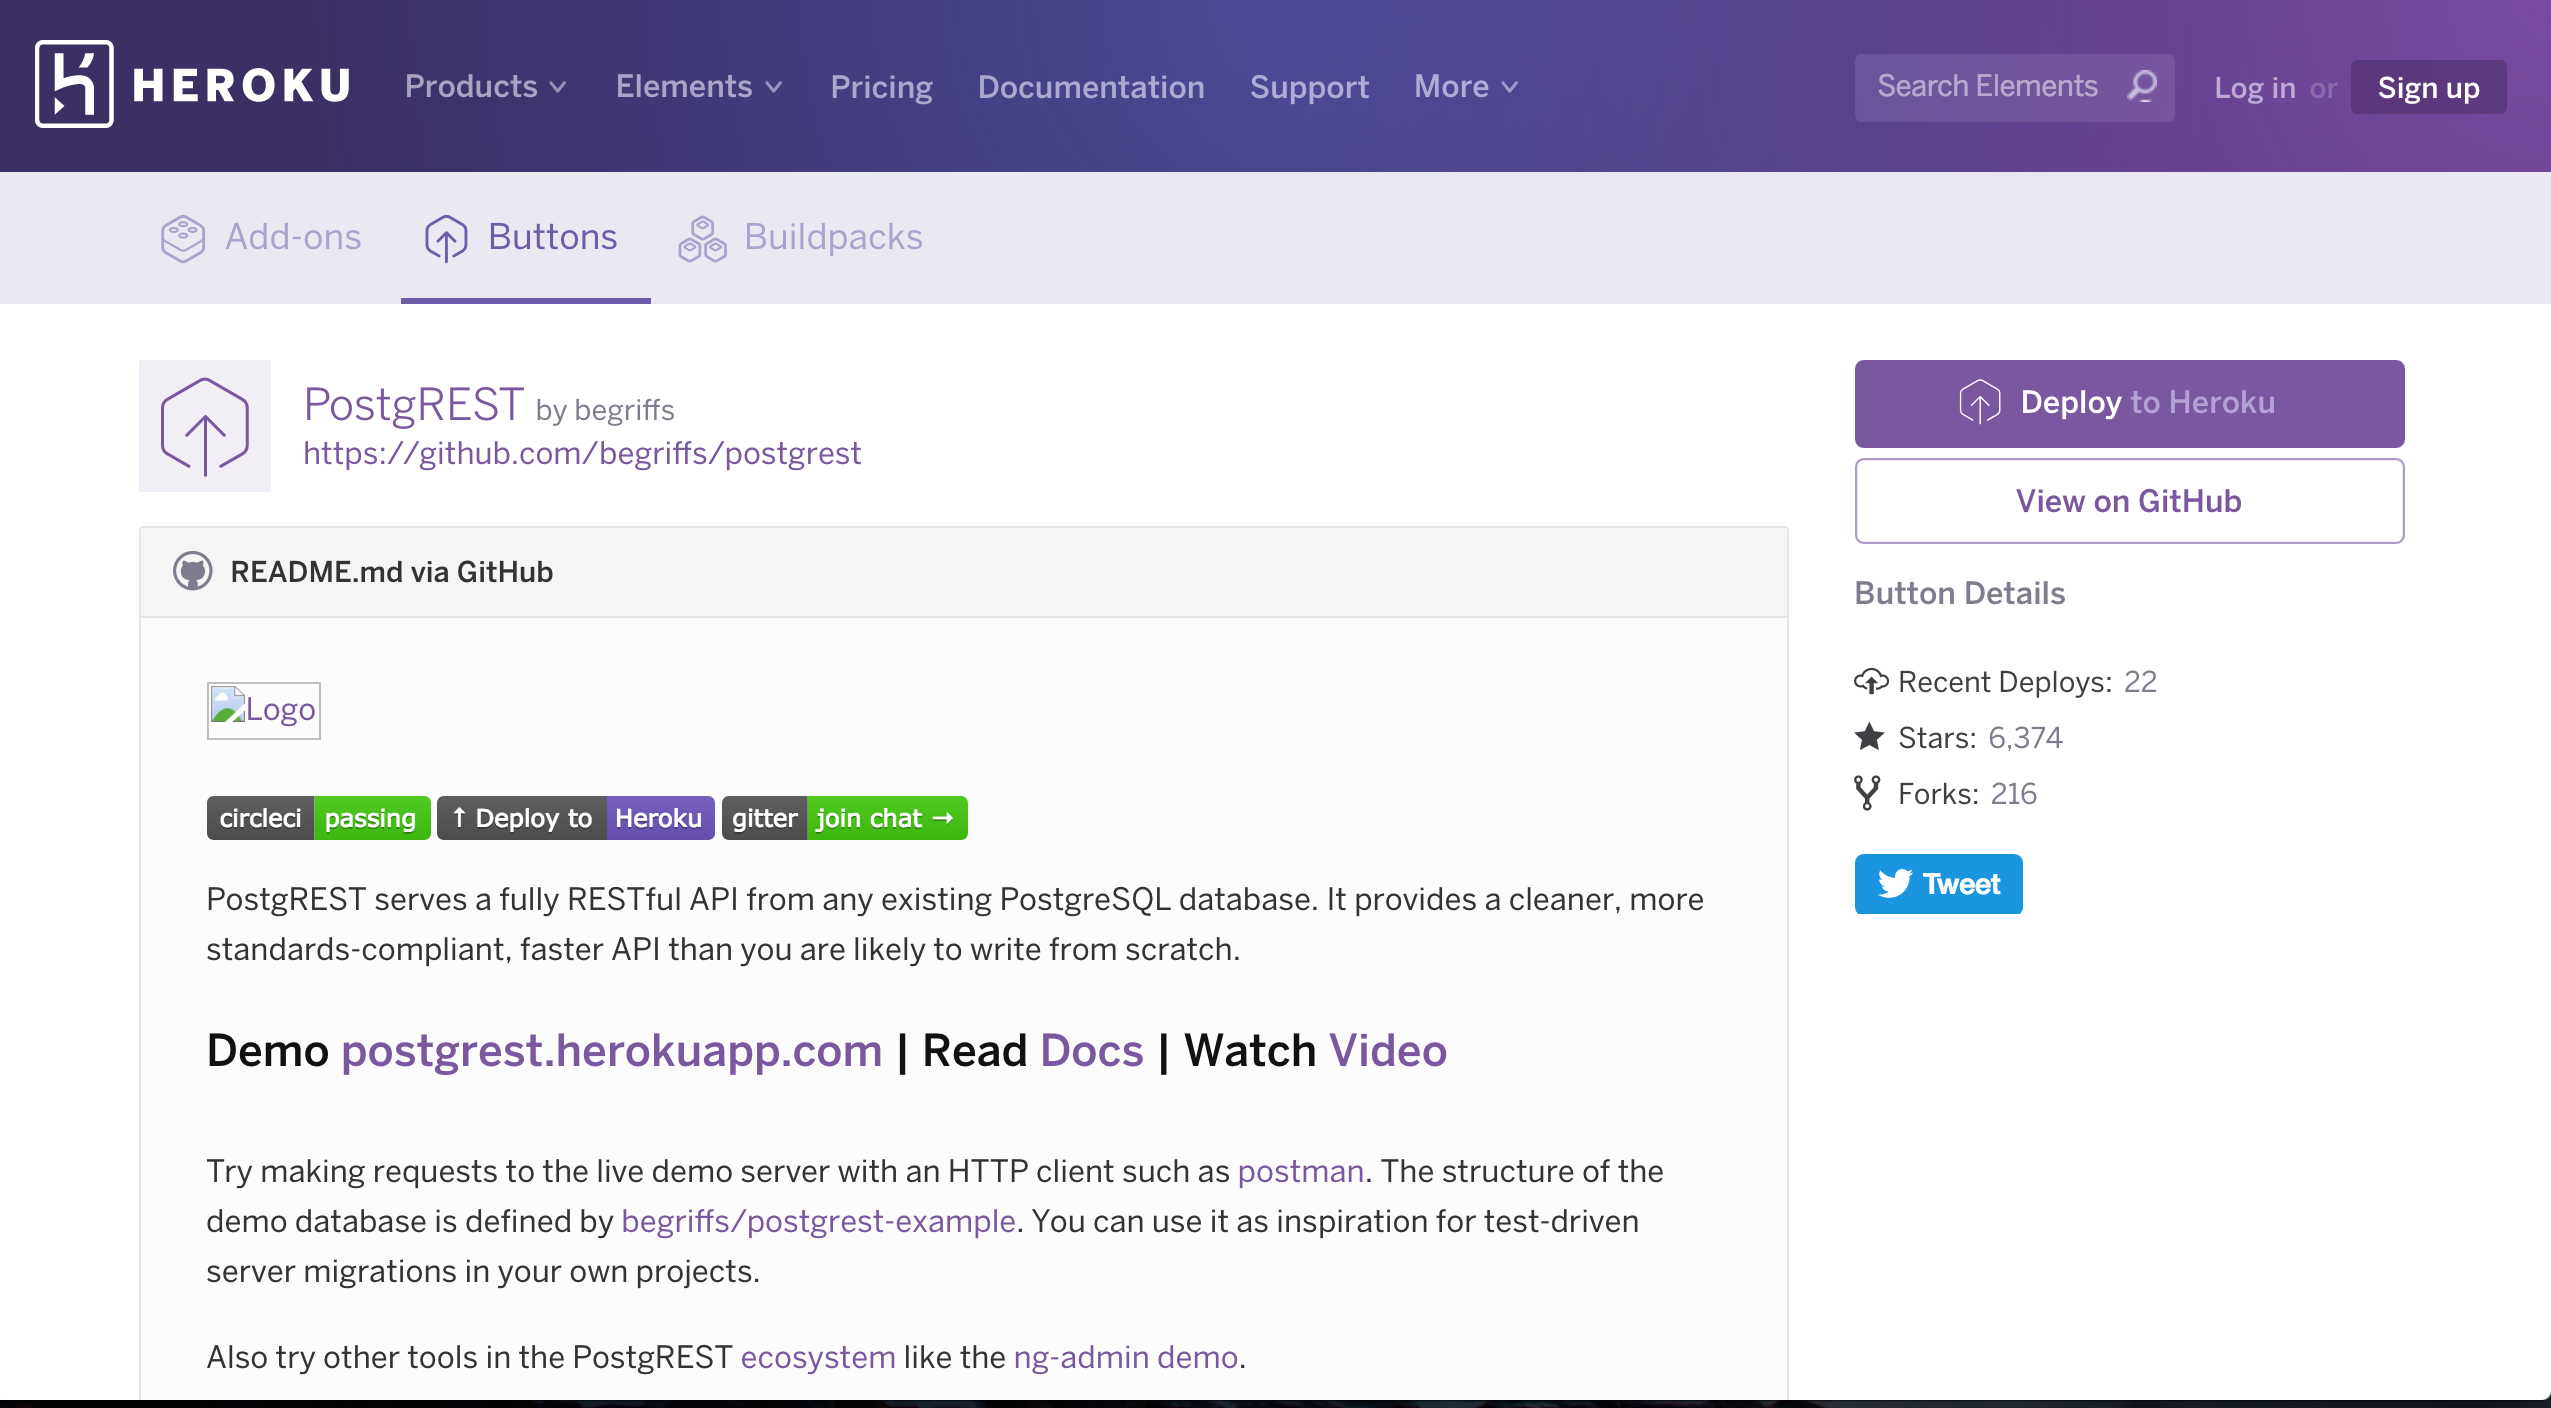 HEROKU Products Elements Pricing Documentation Support More Search Elements Log in or Sign up
Add-ons Buttons Buildpacks
PostgREST by begriffs
https://github.com/begriffs/postgrest
Deploy to Heroku
View on GitHub
README.md via GitHub
Button Details
Logo
Recent Deploys: 22
Stars: 6,374
Forks: 216
circleci passing ↑ Deploy to Heroku gitter join chat →
Tweet
PostgREST serves a fully RESTful API from any existing PostgreSQL database. It provides a cleaner, more
standards-compliant, faster API than you are likely to write from scratch.
Demo postgrest.herokuapp.com | Read Docs | Watch Video
Try making requests to the live demo server with an HTTP client such as postman. The structure of the
demo database is defined by begriffs/postgrest-example. You can use it as inspiration for test-driven
server migrations in your own projects.
Also try other tools in the PostgREST ecosystem like the ng-admin demo.